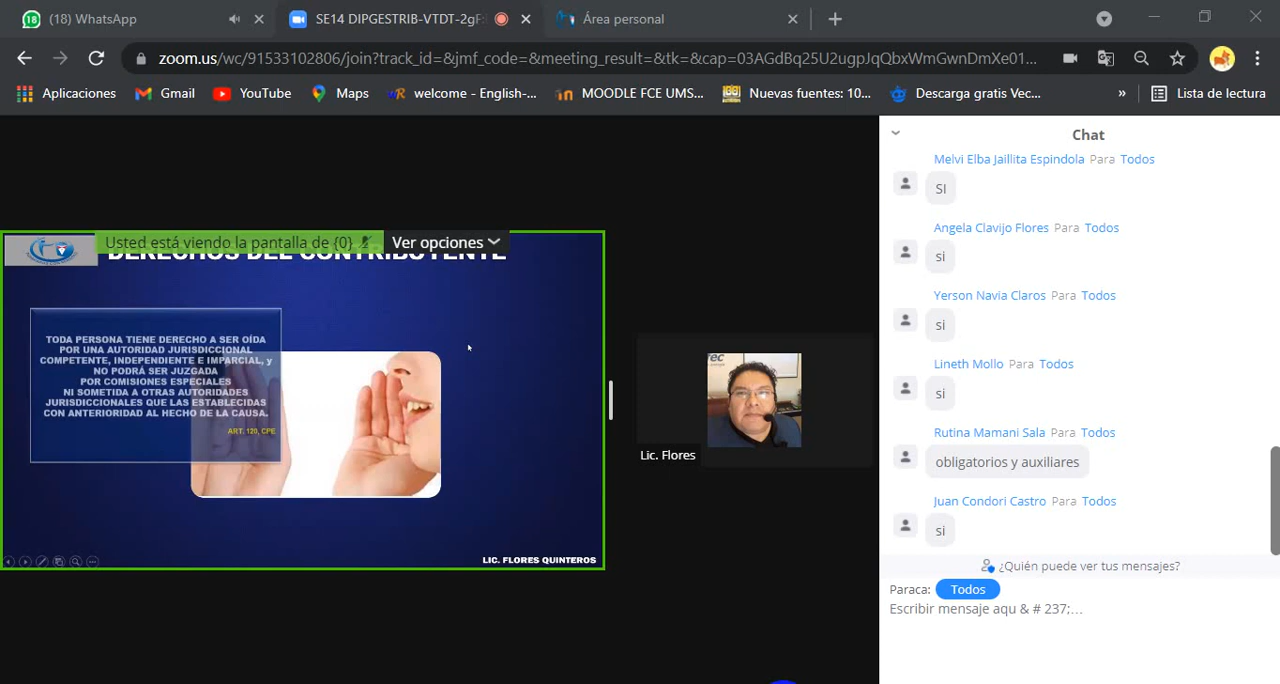 (18) WhatsApp
SE14 DIPGESTRIB-VTDT-2gF:
Área personal
zoom.us/wc/91533102806/join?track_id=&jmf_code=&meeting_result=&tk=&cap=03AGdBq25U2ugpJqQbxWmGwnDmXe01...
Aplicaciones
Gmail
YouTube
Maps
welcome - English-...
MOODLE FCE UMS...
Nuevas fuentes: 10...
Descarga gratis Vec...
»
Lista de lectura
Usted está viendo la pantalla de {0}
Ver opciones
DERECHOS DEL CONTRIBUYENTE
TODA PERSONA TIENE DERECHO A SER OÍDA
POR UNA AUTORIDAD JURISDICCIONAL
COMPETENTE, INDEPENDIENTE E IMPARCIAL, y
NO PODRÁ SER JUZGADA
POR COMISIONES ESPECIALES
NI SOMETIDA A OTRAS AUTORIDADES
JURISDICCIONALES QUE LAS ESTABLECIDAS
CON ANTERIORIDAD AL HECHO DE LA CAUSA.
ART. 120, CPE
LIC. FLORES QUINTEROS
Lic. Flores
Chat
Melvi Elba Jaillita Espindola Para Todos
SI
Angela Clavijo Flores Para Todos
si
Yerson Navia Claros Para Todos
si
Lineth Mollo Para Todos
si
Rutina Mamani Sala Para Todos
obligatorios y auxiliares
Juan Condori Castro Para Todos
si
¿Quién puede ver tus mensajes?
Paraca: Todos
Escribir mensaje aqu & # 237;...